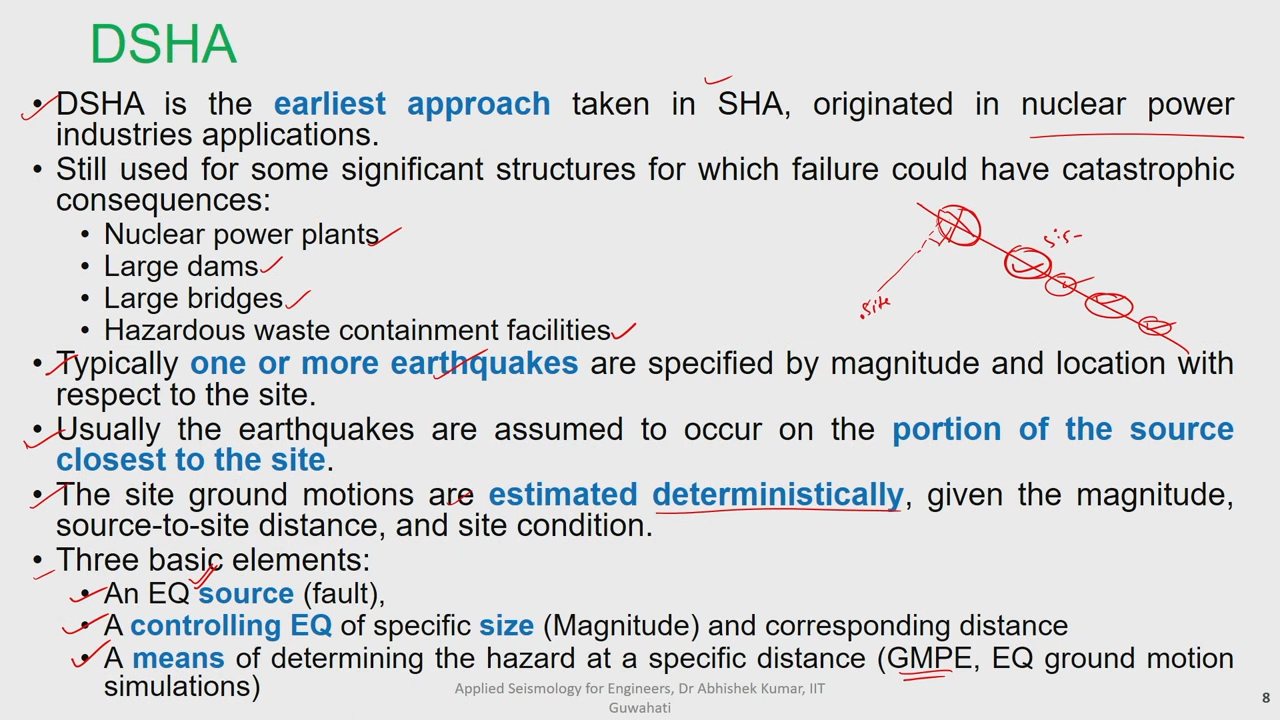 DSHA
• DSHA is the earliest approach taken in SHA, originated in nuclear power
industries applications.
• Still used for some significant structures for which failure could have catastrophic
consequences:
• Nuclear power plants
• Large dams
• Large bridges
• Hazardous waste containment facilities
site
• Typically one or more earthquakes are specified by magnitude and location with
respect to the site.
• Usually the earthquakes are assumed to occur on the portion of the source
closest to the site.
• The site ground motions are estimated deterministically, given the magnitude,
source-to-site distance, and site condition.
• Three basic elements:
• An EQ source (fault),
• A controlling EQ of specific size (Magnitude) and corresponding distance
• A means of determining the hazard at a specific distance (GMPE, EQ ground motion
simulations)
Applied Seismology for Engineers, Dr Abhishek Kumar, IIT
Guwahati
8